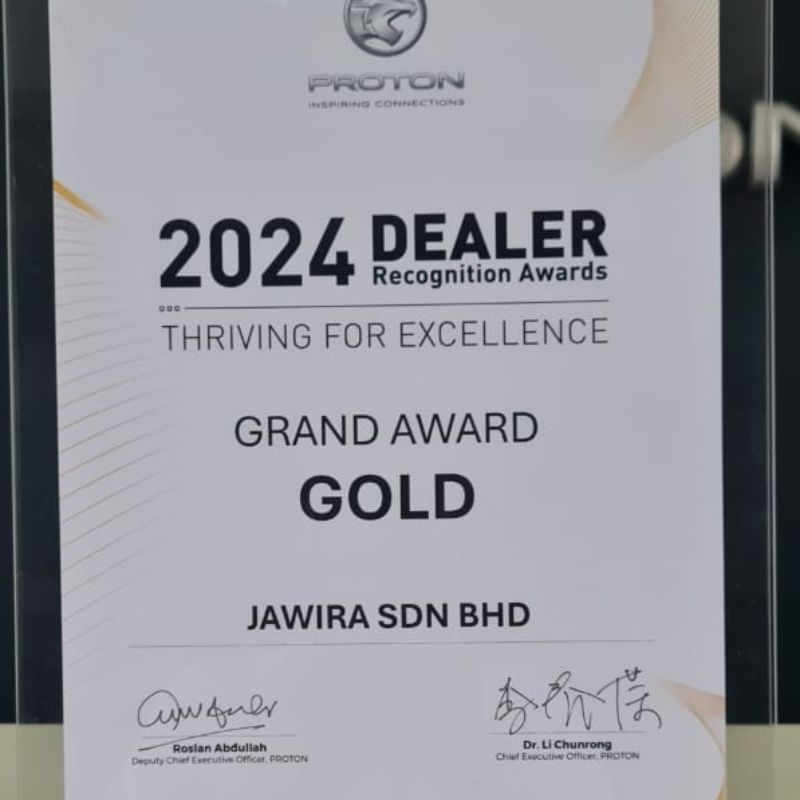 PROTON
INSPIRING CONNECTIONS
2024 DEALER
Recognition Awards
THRIVING FOR EXCELLENCE
GRAND AWARD
GOLD
JAWIRA SDN BHD
Roslan Abdullah
Deputy Chief Executive Officer, PROTON
Dr. Li Chunrong
Chief Executive Officer, PROTON